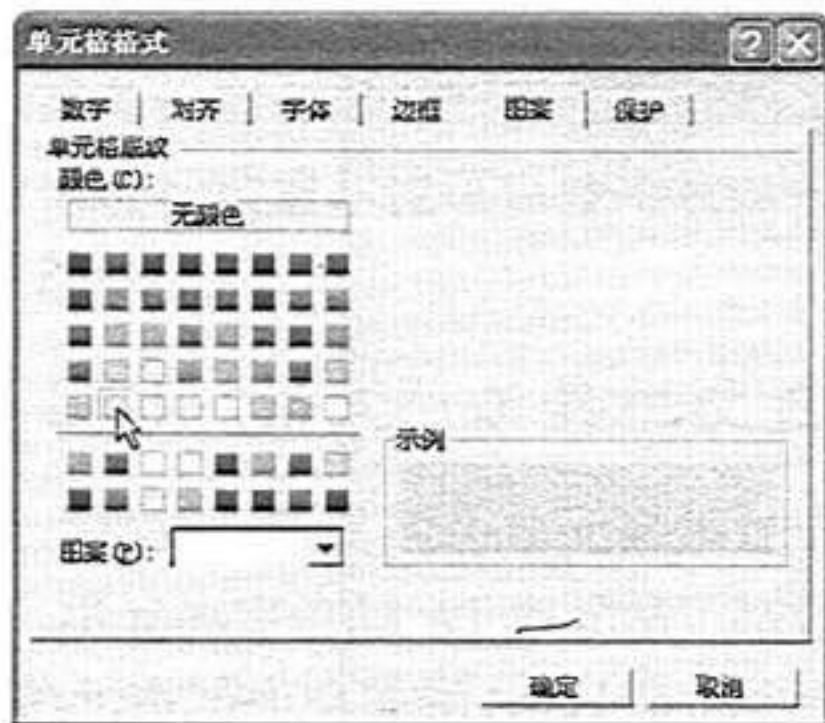 单元格格式
数字 对齐 字体 边框 图案 保护
单元格底纹
颜色(C):
无颜色
示例
图案(P):
确定 取消